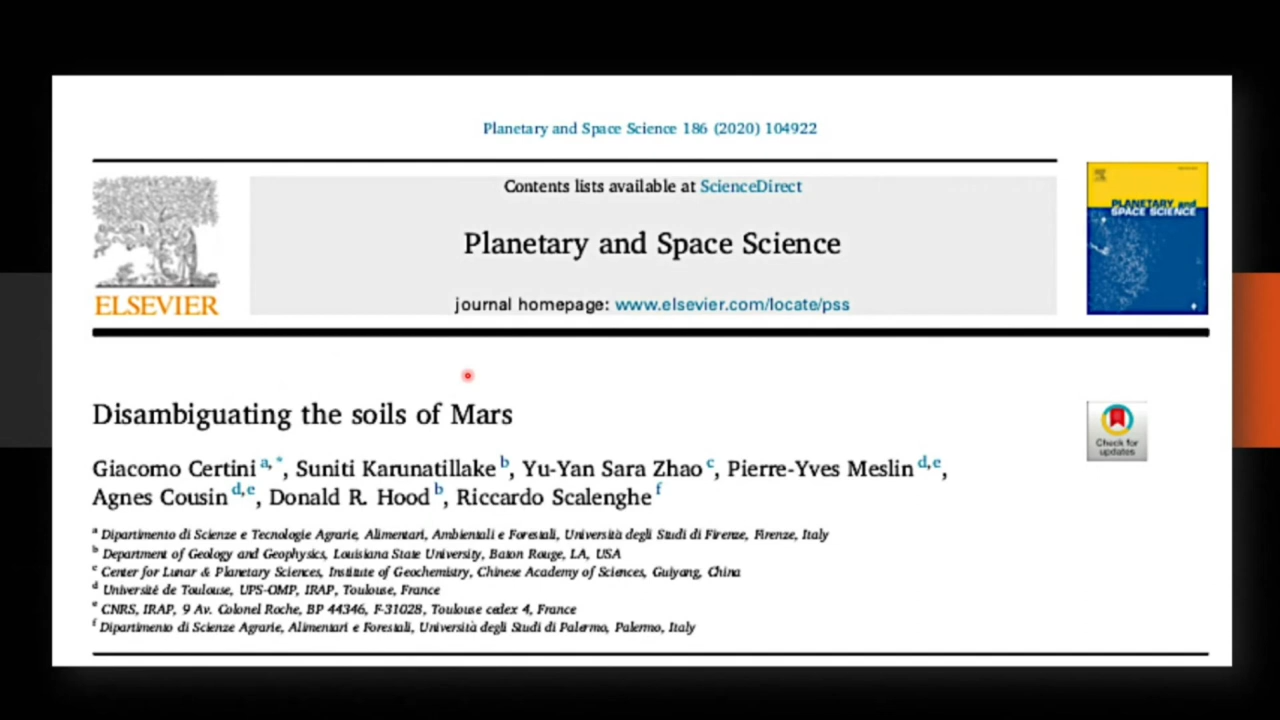 Planetary and Space Science 186 (2020) 104922
Contents lists available at ScienceDirect
Planetary and Space Science
journal homepage: www.elsevier.com/locate/pss
ELSEVIER
PLANETARY and
SPACE SCIENCE
Disambiguating the soils of Mars
Check for
updates
Giacomo Certini a, *, Suniti Karunatillake b, Yu-Yan Sara Zhao c, Pierre-Yves Meslin d,e,
Agnes Cousin d,e, Donald R. Hood b, Riccardo Scalenghe f
a Dipartimento di Scienze e Tecnologie Agrarie, Alimentari, Ambientali e Forestali, Università degli Studi di Firenze, Firenze, Italy
b Department of Geology and Geophysics, Louisiana State University, Baton Rouge, LA, USA
c Center for Lunar & Planetary Sciences, Institute of Geochemistry, Chinese Academy of Sciences, Guiyang, China
d Université de Toulouse, UPS-OMP, IRAP, Toulouse, France
e CNRS, IRAP, 9 Av. Colonel Roche, BP 44346, F-31028, Toulouse cedex 4, France
f Dipartimento di Scienze Agrarie, Alimentari e Forestali, Università degli Studi di Palermo, Palermo, Italy